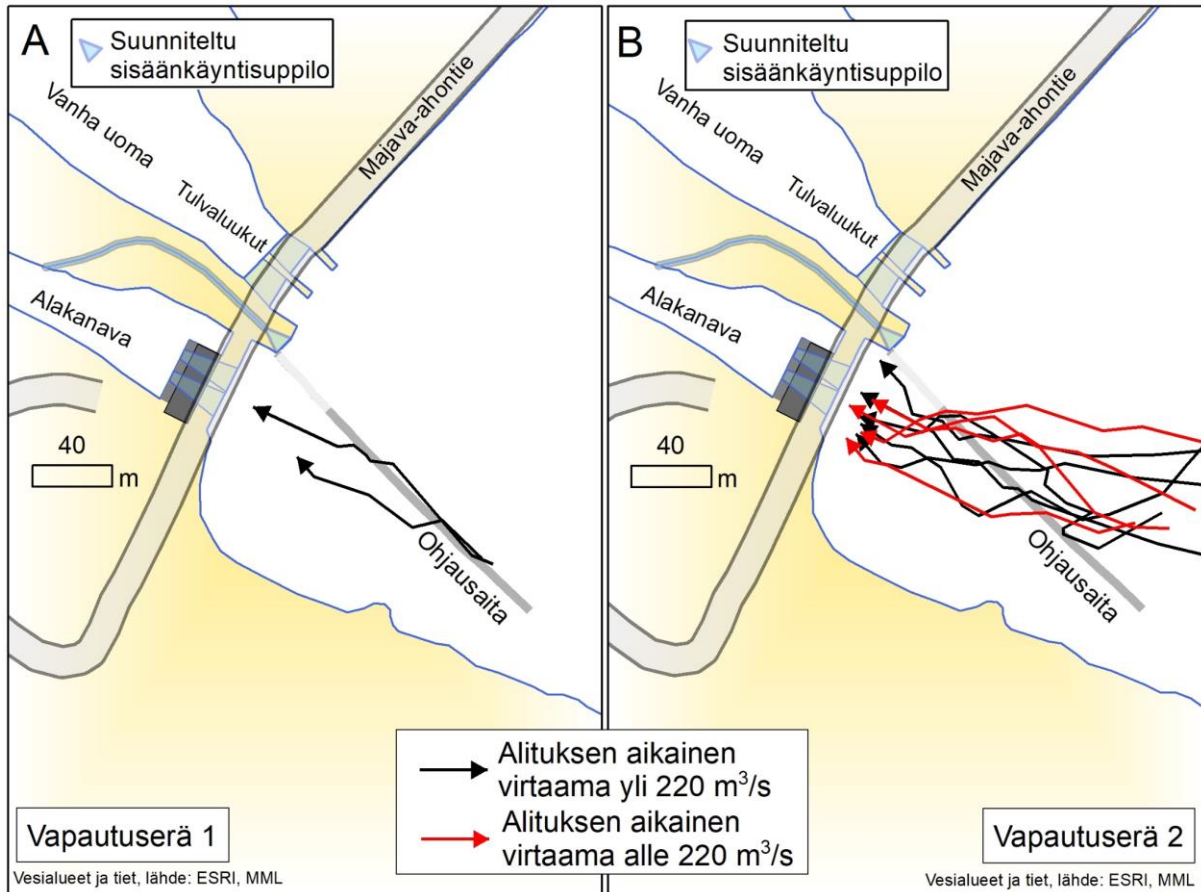 A
Suunniteltu
sisäänkäyntisuppilo
Vanha uoma
Majava-ahontie
Tulvaluukut
Alakanava
40
m
Ohjausaita
Vapautuserä 1
Vesialueet ja tiet, lähde: ESRI, MML
B
Suunniteltu
sisäänkäyntisuppilo
Vanha uoma
Majava-ahontie
Tulvaluukut
Alakanava
40
m
Ohjausaita
Alituksen aikainen
virtaama yli 220 m³/s
Alituksen aikainen
virtaama alle 220 m³/s
Vapautuserä 2
Vesialueet ja tiet, lähde: ESRI, MML